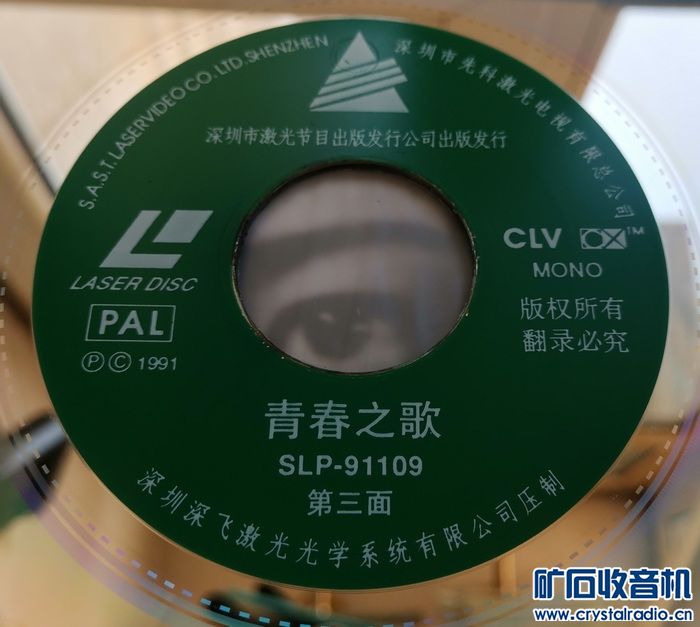 S.A.S.T. LASERVIDEO CO. LTD. SHENZHEN
深圳市先科激光电视有限总公司
深圳市激光节目出版发行公司出版发行
LASER DISC
PAL
Ⓟ Ⓒ 1991
CLV CX™
MONO
版权所有
翻录必究
青春之歌
SLP-91109
第三面
深圳深飞激光光学系统有限公司压制
矿石收音机
www.crystalradio.cn